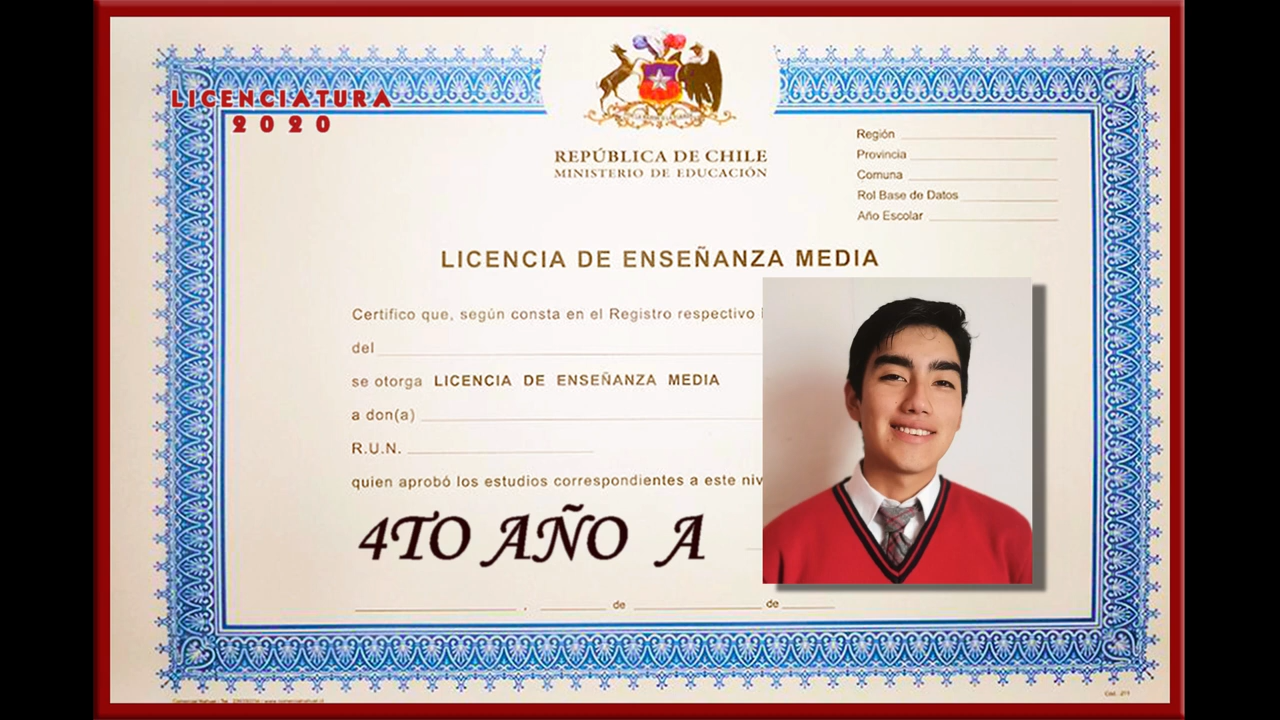 LICENCIATURA
2020
REPÚBLICA DE CHILE
MINISTERIO DE EDUCACIÓN
Región
Provincia
Comuna
Rol Base de Datos
Año Escolar
LICENCIA DE ENSEÑANZA MEDIA
Certifico que, según consta en el Registro respectivo
del
se otorga LICENCIA DE ENSEÑANZA MEDIA
a don(a)
R.U.N.
quien aprobó los estudios correspondientes a este niv
4TO AÑO A
, de de